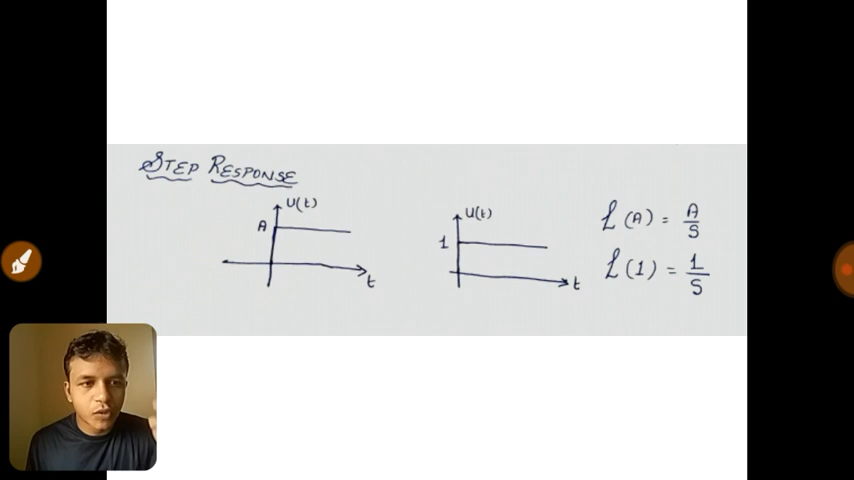 STEP RESPONSE
U(t)
A
t
U(t)
1
t
ℒ(A) = A/S
ℒ(1) = 1/S